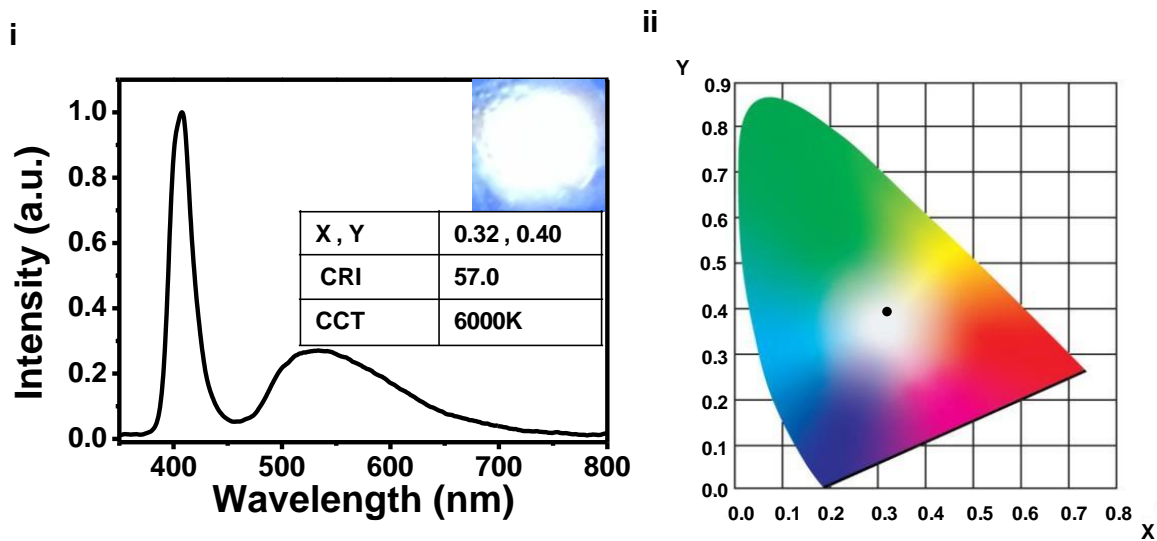 i
Intensity (a.u.)
1.0
0.8
0.6
0.4
0.2
0.0
X , Y 0.32 , 0.40
CRI 57.0
CCT 6000K
400 500 600 700 800
Wavelength (nm)
ii
Y
0.9
0.8
0.7
0.6
0.5
0.4
0.3
0.2
0.1
0.0
0.0 0.1 0.2 0.3 0.4 0.5 0.6 0.7 0.8
X